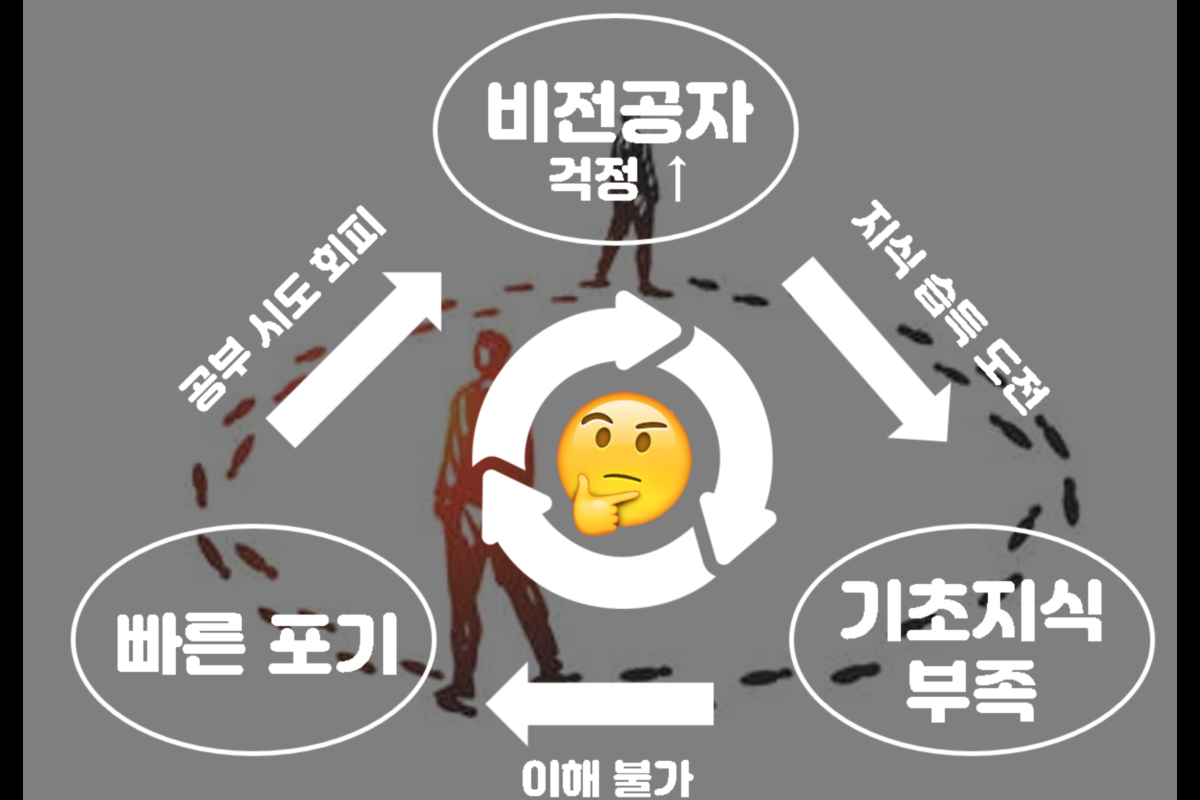 비전공자
걱정 ↑
공부 시도 회피
지식 습득 도전
빠른 포기
기초지식
부족
이해 불가